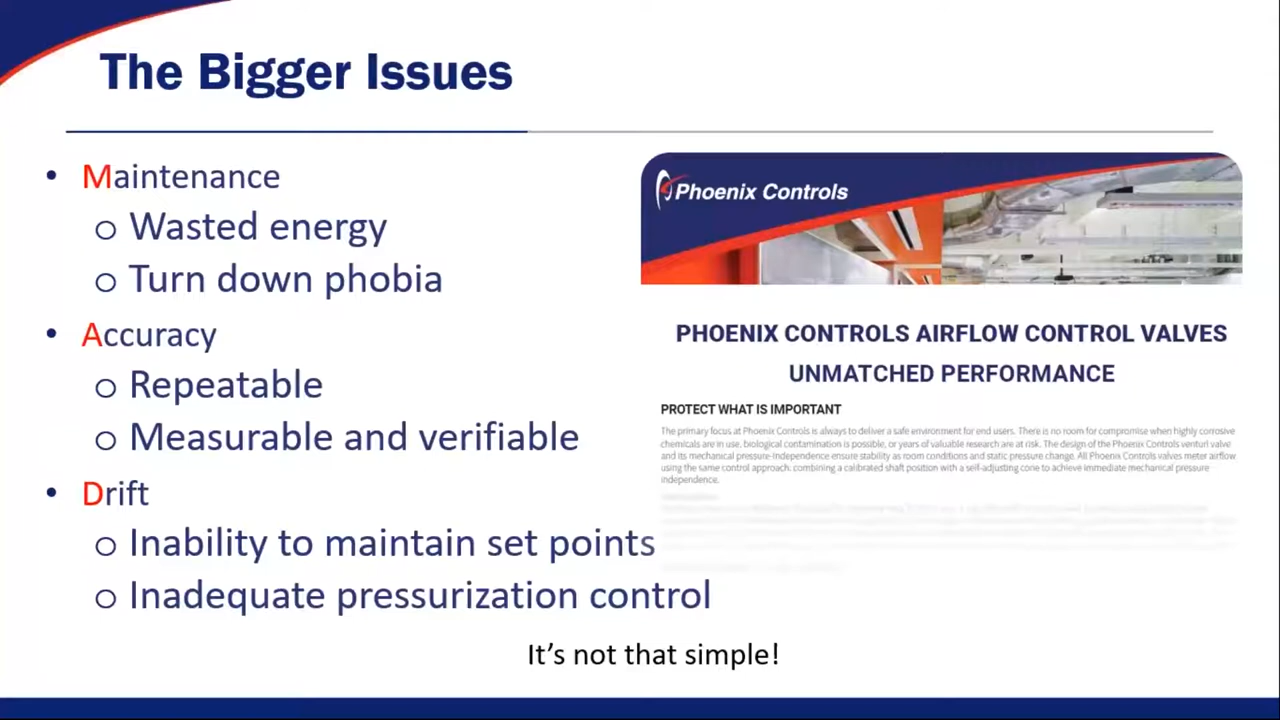 The Bigger Issues
• Maintenance
o Wasted energy
o Turn down phobia
• Accuracy
o Repeatable
o Measurable and verifiable
• Drift
o Inability to maintain set points
o Inadequate pressurization control
Phoenix Controls
PHOENIX CONTROLS AIRFLOW CONTROL VALVES
UNMATCHED PERFORMANCE
PROTECT WHAT IS IMPORTANT
The primary focus at Phoenix Controls is always to deliver a safe environment for end users. There is no room for compromise when highly corrosive
chemicals are in use, biological contamination is possible, or years of valuable research are at risk. The design of the Phoenix Controls venturi valve
and its mechanical pressure-independence ensure stability as room conditions and static pressure change. All Phoenix Controls valves meter airflow
using the same control approach: combining a calibrated shaft position with a self-adjusting cone to achieve immediate mechanical pressure
independence.
It's not that simple!